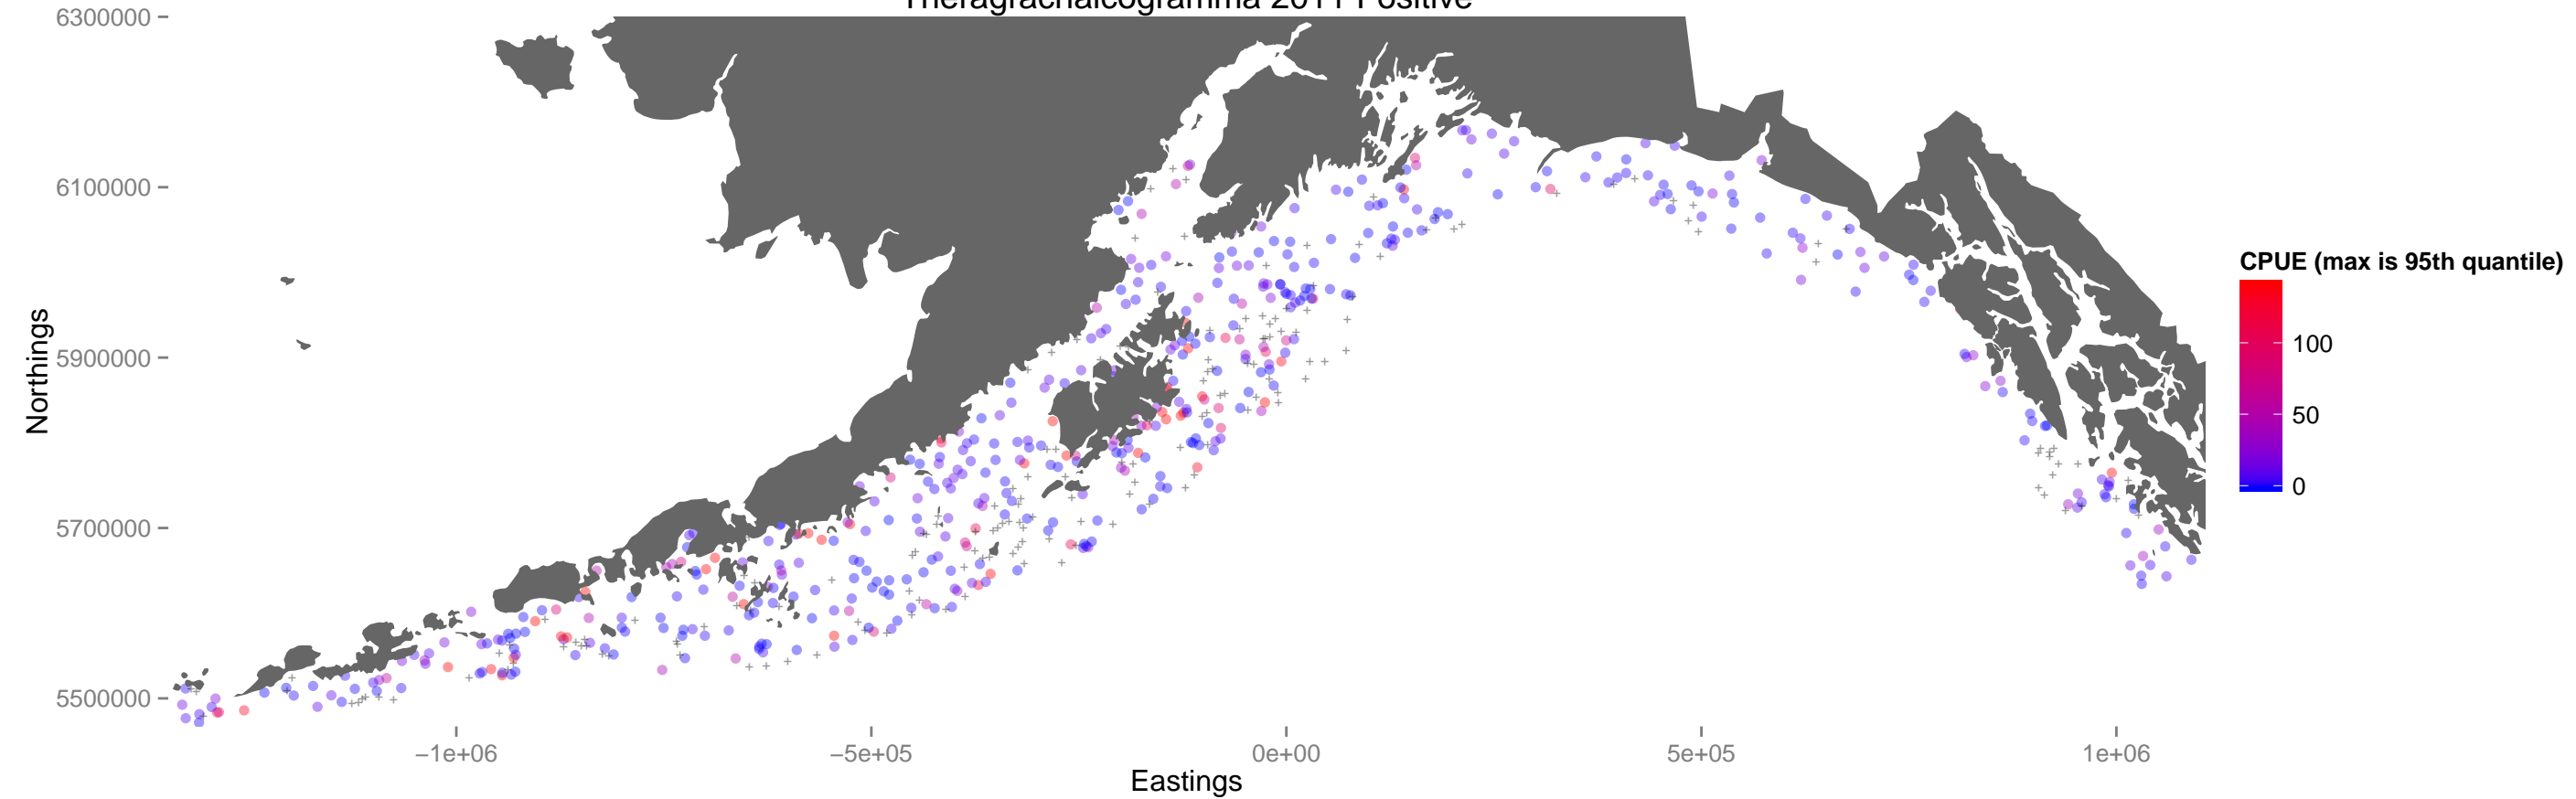 Theragrachalcogramma 2011 Positive
6300000
6100000
5900000
5700000
5500000
Northings
−1e+06
−5e+05
0e+00
5e+05
1e+06
Eastings
CPUE (max is 95th quantile)
100
50
0